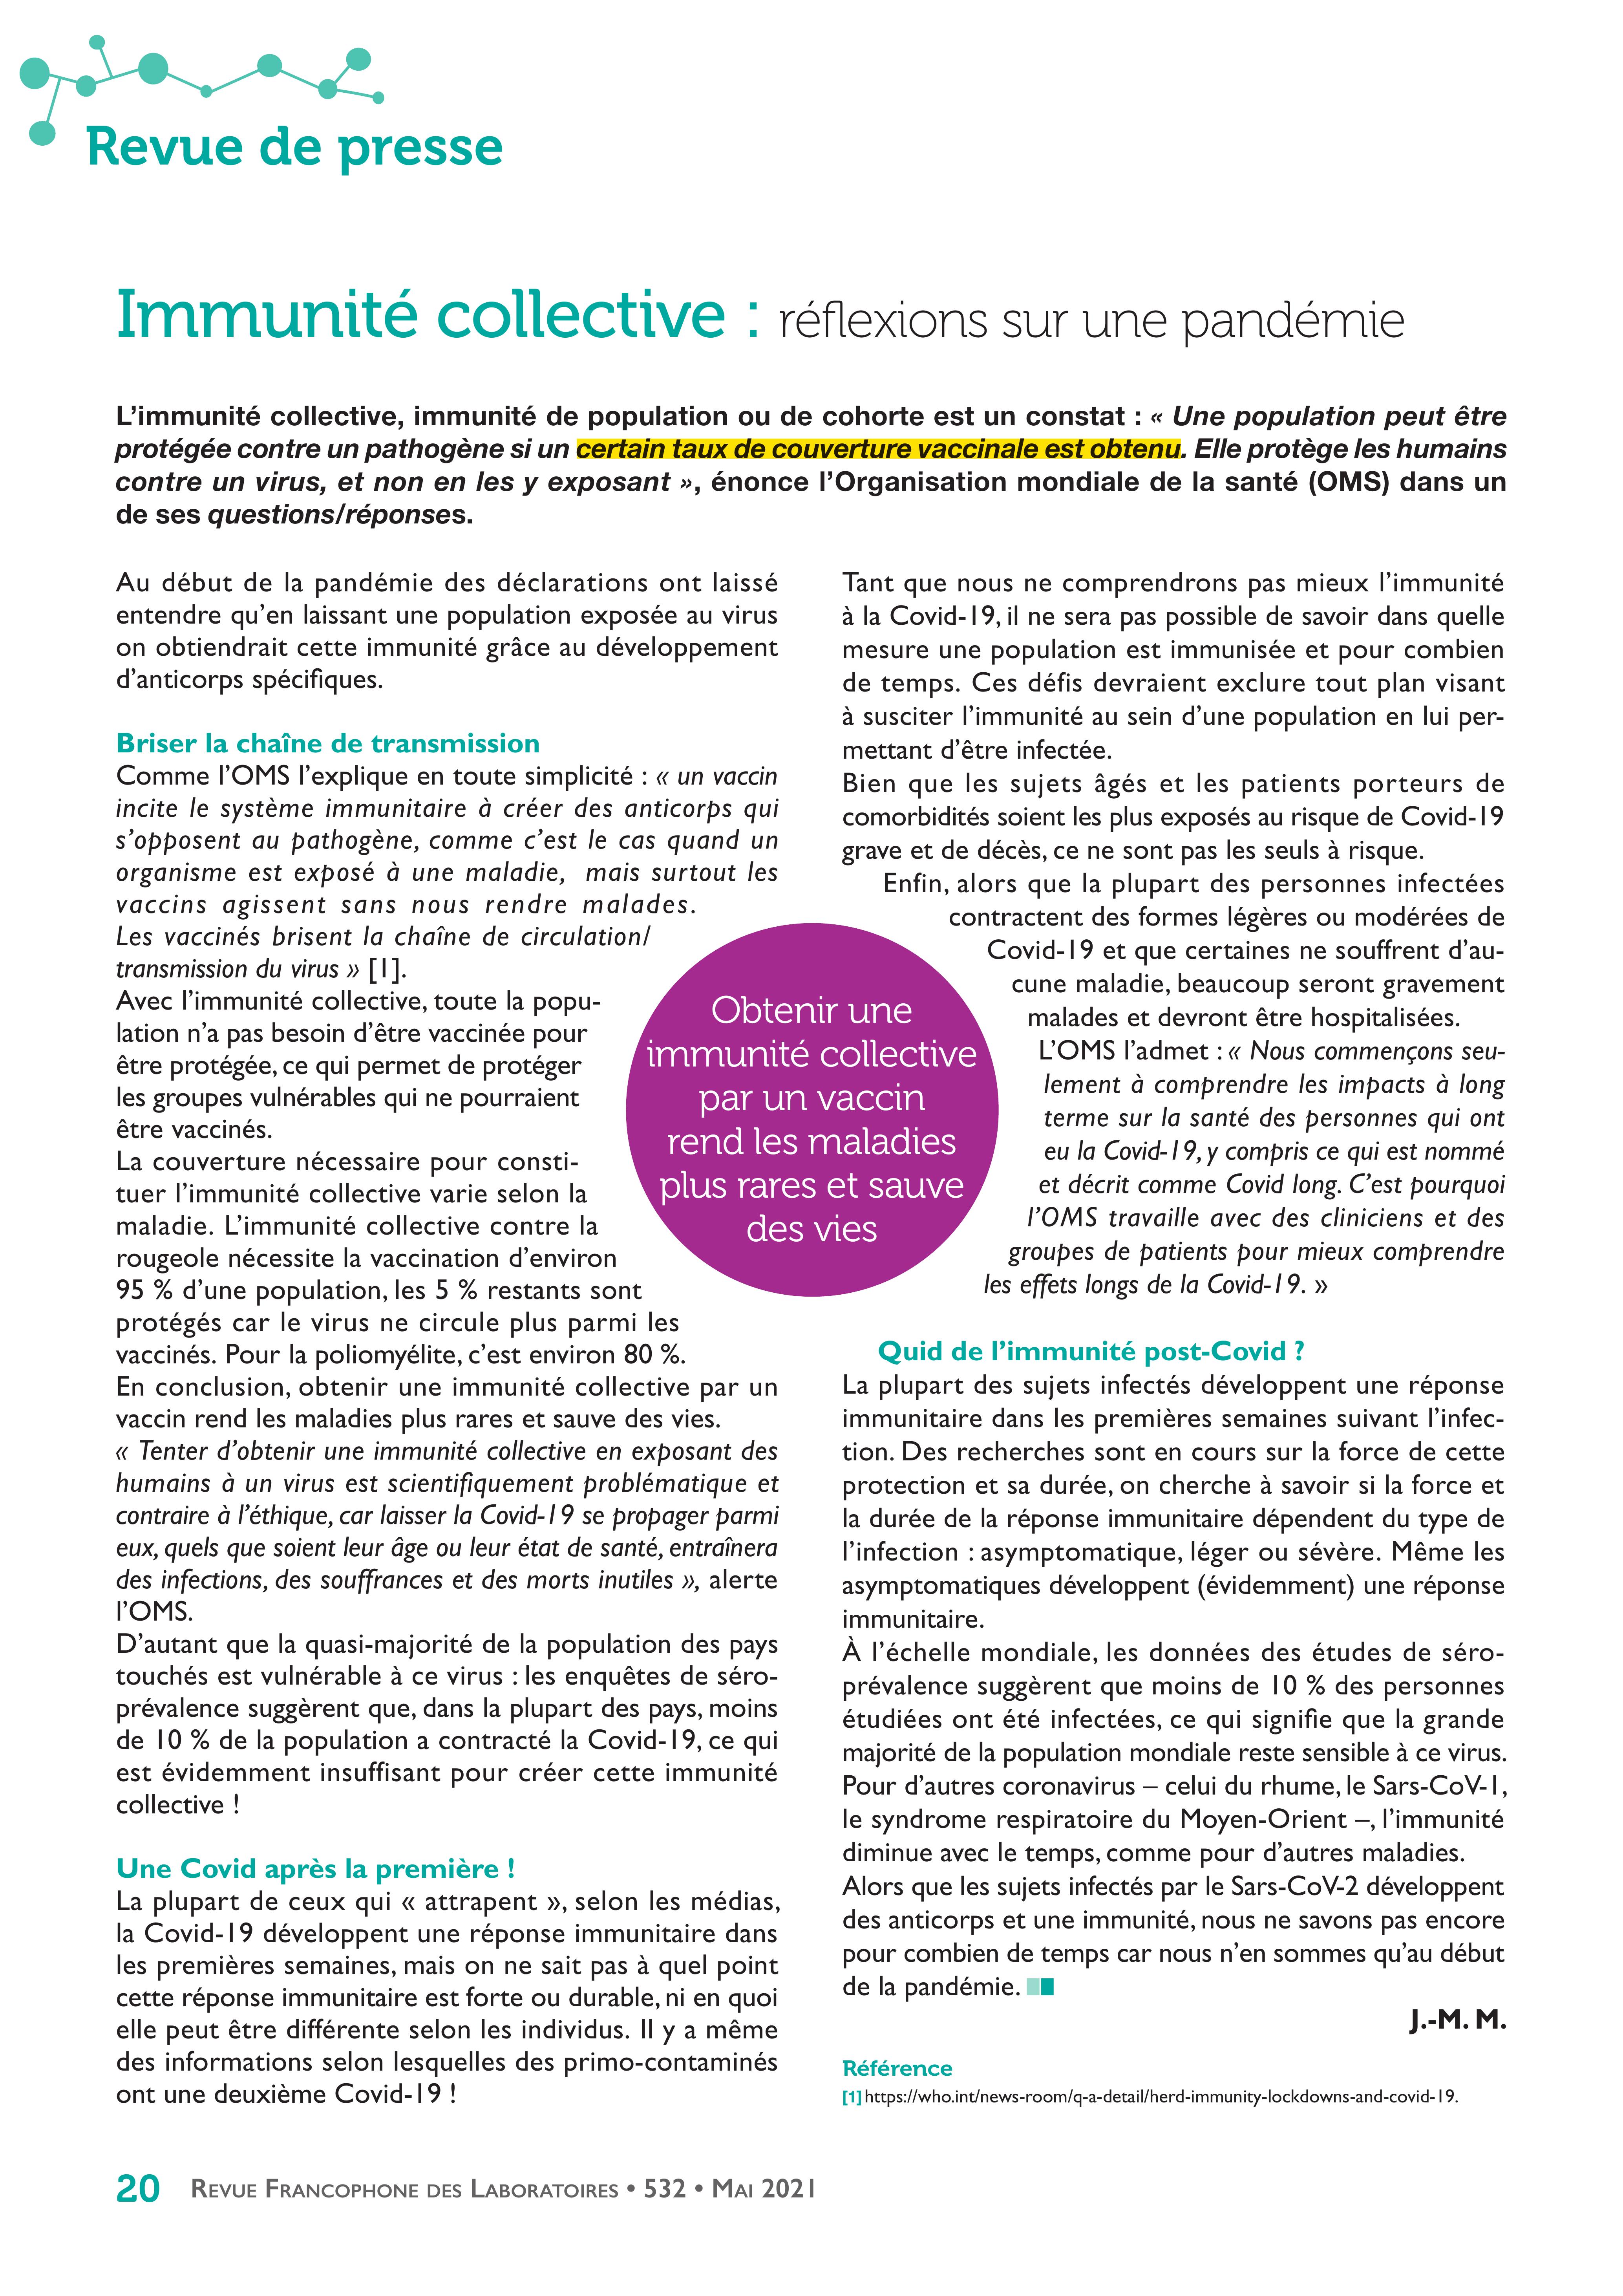 Revue de presse
Immunité collective : réflexions sur une pandémie
L’immunité collective, immunité de population ou de cohorte est un constat : « Une population peut être
protégée contre un pathogène si un certain taux de couverture vaccinale est obtenu. Elle protège les humains
contre un virus, et non en les y exposant », énonce l’Organisation mondiale de la santé (OMS) dans un
de ses questions/réponses.
Au début de la pandémie des déclarations ont laissé
entendre qu’en laissant une population exposée au virus
on obtiendrait cette immunité grâce au développement
d’anticorps spécifiques.
Briser la chaîne de transmission
Comme l’OMS l’explique en toute simplicité : « un vaccin
incite le système immunitaire à créer des anticorps qui
s’opposent au pathogène, comme c’est le cas quand un
organisme est exposé à une maladie, mais surtout les
vaccins agissent sans nous rendre malades.
Les vaccinés brisent la chaîne de circulation/
transmission du virus » [1].
Avec l’immunité collective, toute la popu-
lation n’a pas besoin d’être vaccinée pour
être protégée, ce qui permet de protéger
les groupes vulnérables qui ne pourraient
être vaccinés.
La couverture nécessaire pour consti-
tuer l’immunité collective varie selon la
maladie. L’immunité collective contre la
rougeole nécessite la vaccination d’environ
95 % d’une population, les 5 % restants sont
protégés car le virus ne circule plus parmi les
vaccinés. Pour la poliomyélite, c’est environ 80 %.
En conclusion, obtenir une immunité collective par un
vaccin rend les maladies plus rares et sauve des vies.
« Tenter d’obtenir une immunité collective en exposant des
humains à un virus est scientifiquement problématique et
contraire à l’éthique, car laisser la Covid-19 se propager parmi
eux, quels que soient leur âge ou leur état de santé, entraînera
des infections, des souffrances et des morts inutiles », alerte
l’OMS.
D’autant que la quasi-majorité de la population des pays
touchés est vulnérable à ce virus : les enquêtes de séro-
prévalence suggèrent que, dans la plupart des pays, moins
de 10 % de la population a contracté la Covid-19, ce qui
est évidemment insuffisant pour créer cette immunité
collective !
Une Covid après la première !
La plupart de ceux qui « attrapent », selon les médias,
la Covid-19 développent une réponse immunitaire dans
les premières semaines, mais on ne sait pas à quel point
cette réponse immunitaire est forte ou durable, ni en quoi
elle peut être différente selon les individus. Il y a même
des informations selon lesquelles des primo-contaminés
ont une deuxième Covid-19 !
Obtenir une
immunité collective
par un vaccin
rend les maladies
plus rares et sauve
des vies
Tant que nous ne comprendrons pas mieux l’immunité
à la Covid-19, il ne sera pas possible de savoir dans quelle
mesure une population est immunisée et pour combien
de temps. Ces défis devraient exclure tout plan visant
à susciter l’immunité au sein d’une population en lui per-
mettant d’être infectée.
Bien que les sujets âgés et les patients porteurs de
comorbidités soient les plus exposés au risque de Covid-19
grave et de décès, ce ne sont pas les seuls à risque.
Enfin, alors que la plupart des personnes infectées
contractent des formes légères ou modérées de
Covid-19 et que certaines ne souffrent d’au-
cune maladie, beaucoup seront gravement
malades et devront être hospitalisées.
L’OMS l’admet : « Nous commençons seu-
lement à comprendre les impacts à long
terme sur la santé des personnes qui ont
eu la Covid-19, y compris ce qui est nommé
et décrit comme Covid long. C’est pourquoi
l’OMS travaille avec des cliniciens et des
groupes de patients pour mieux comprendre
les effets longs de la Covid-19. »
Quid de l’immunité post-Covid ?
La plupart des sujets infectés développent une réponse
immunitaire dans les premières semaines suivant l’infec-
tion. Des recherches sont en cours sur la force de cette
protection et sa durée, on cherche à savoir si la force et
la durée de la réponse immunitaire dépendent du type de
l’infection : asymptomatique, léger ou sévère. Même les
asymptomatiques développent (évidemment) une réponse
immunitaire.
À l’échelle mondiale, les données des études de séro-
prévalence suggèrent que moins de 10 % des personnes
étudiées ont été infectées, ce qui signifie que la grande
majorité de la population mondiale reste sensible à ce virus.
Pour d’autres coronavirus – celui du rhume, le Sars-CoV-1,
le syndrome respiratoire du Moyen-Orient –, l’immunité
diminue avec le temps, comme pour d’autres maladies.
Alors que les sujets infectés par le Sars-CoV-2 développent
des anticorps et une immunité, nous ne savons pas encore
pour combien de temps car nous n’en sommes qu’au début
de la pandémie.
J.-M. M.
Référence
[1] https://who.int/news-room/q-a-detail/herd-immunity-lockdowns-and-covid-19.
20 Revue Francophone des Laboratoires • 532 • Mai 2021